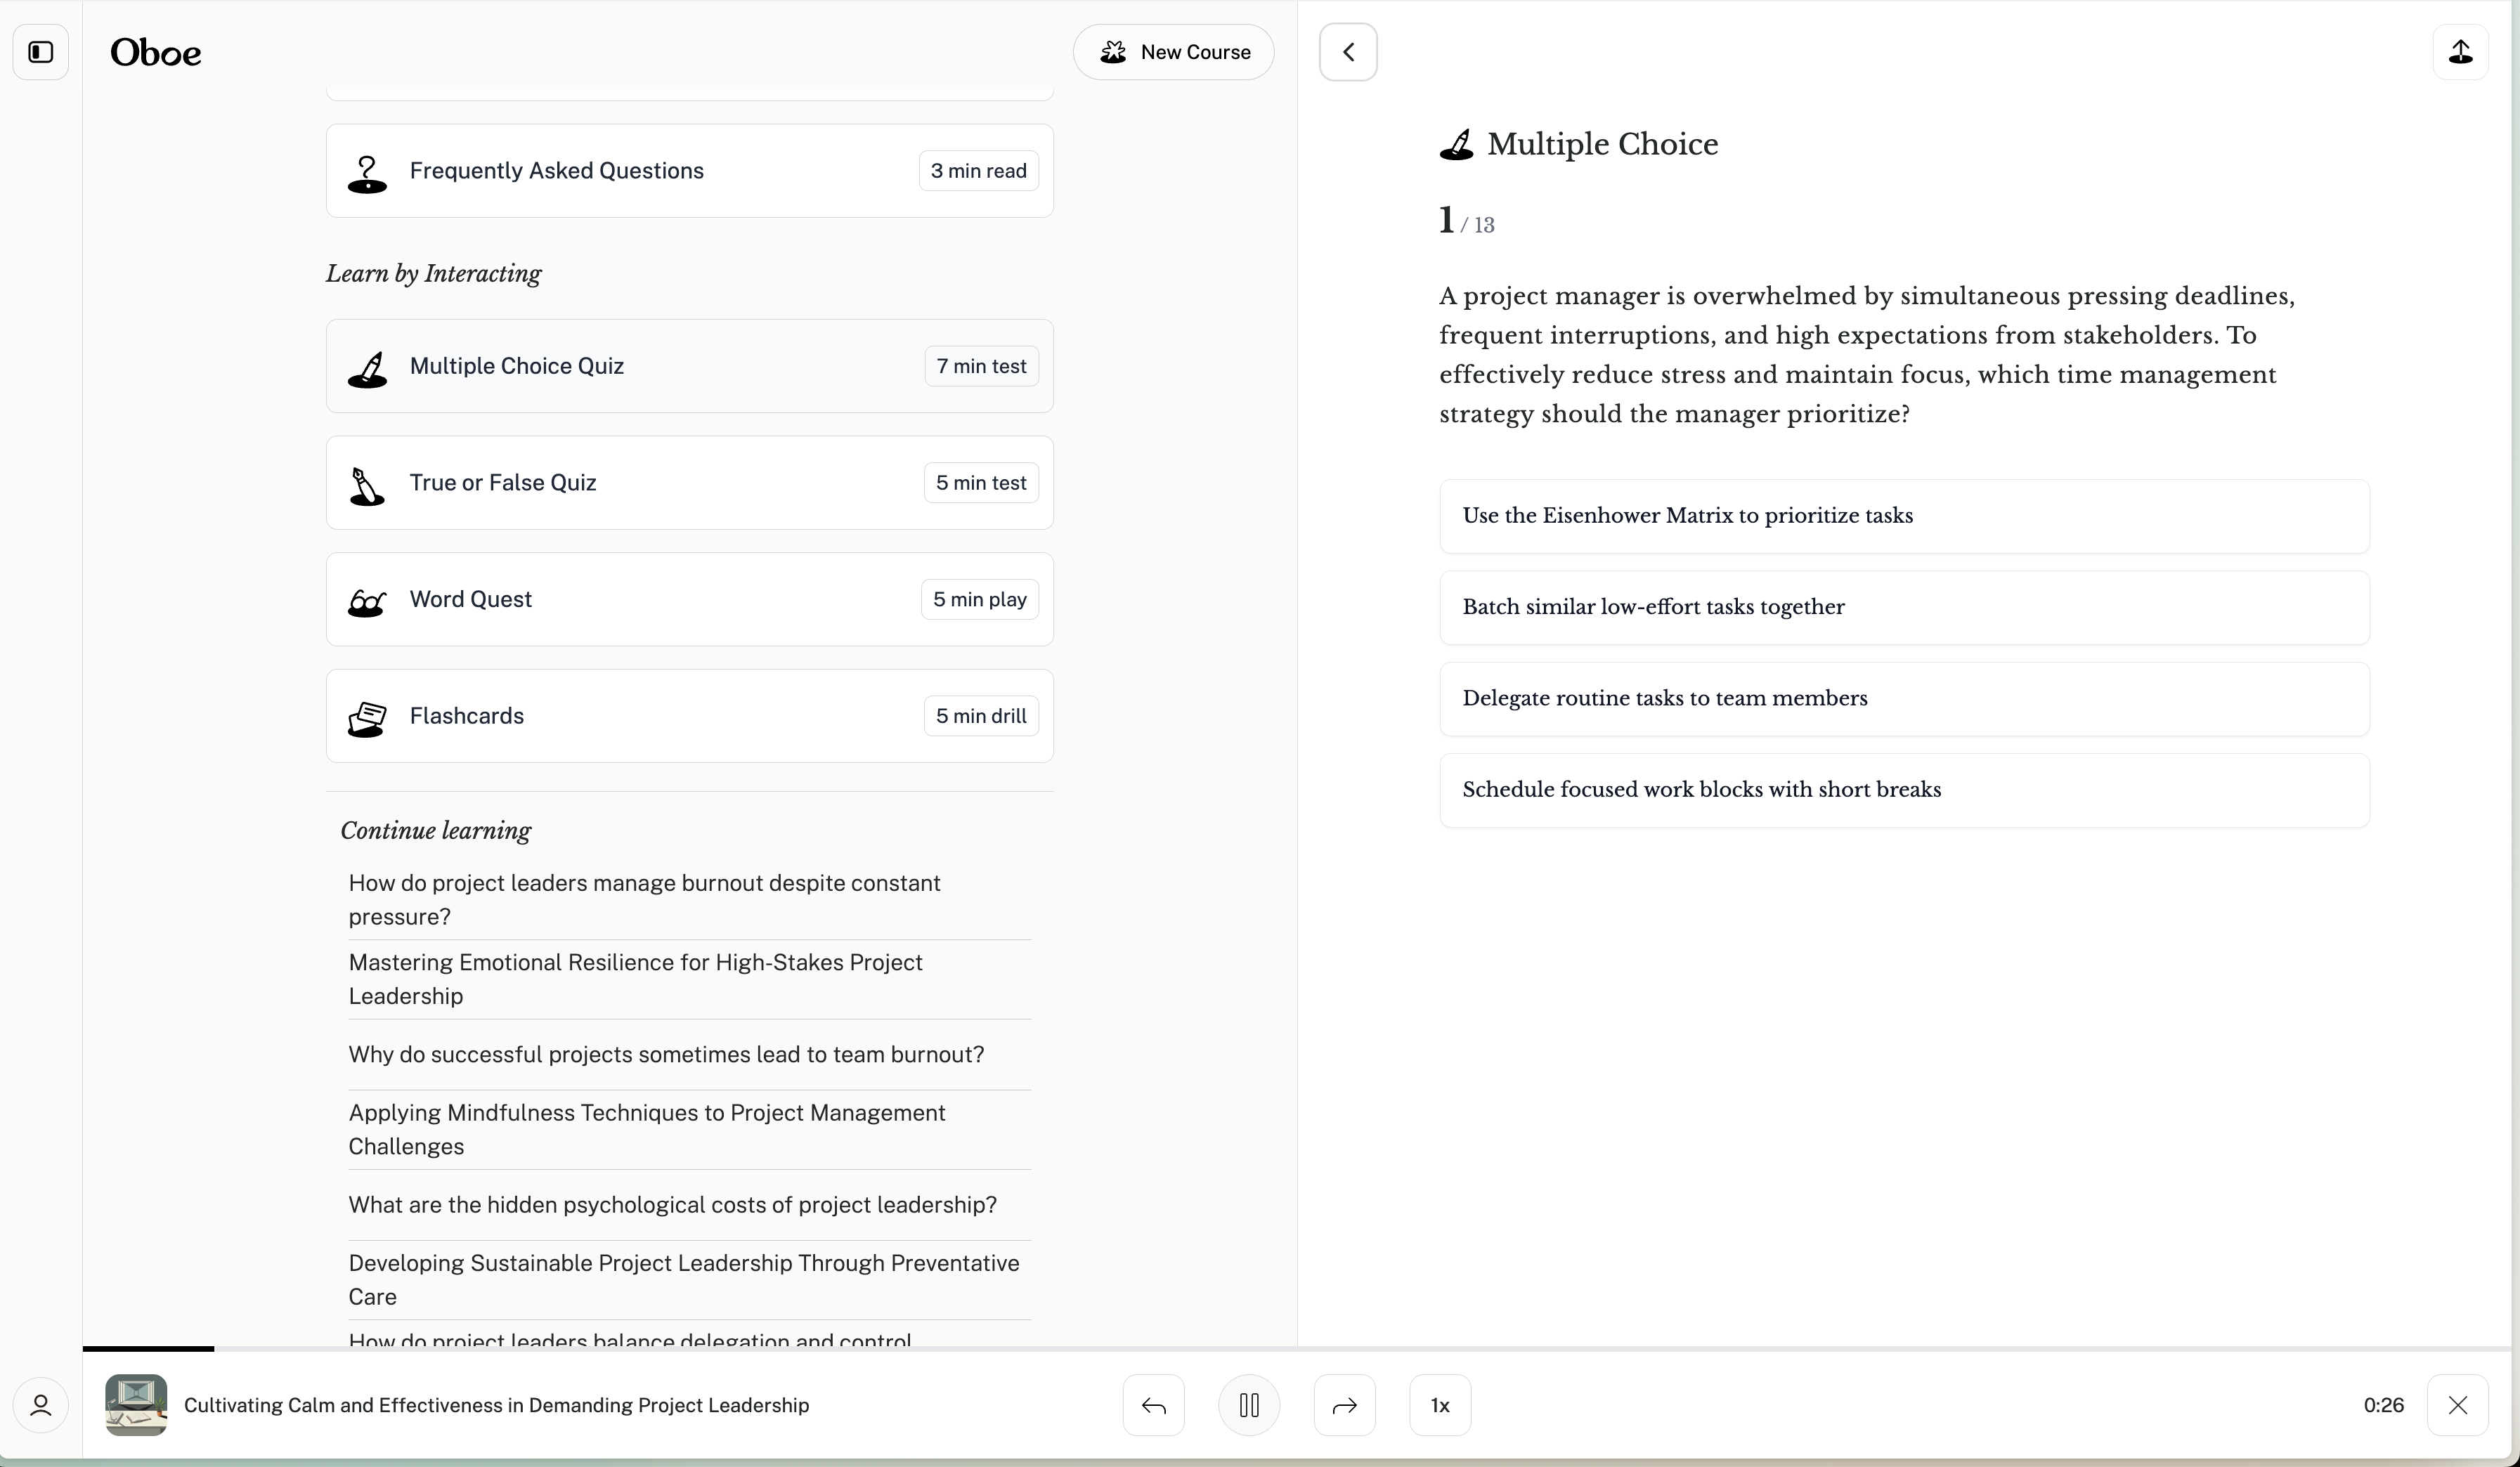 Oboe
New Course
Frequently Asked Questions
3 min read
Learn by Interacting
Multiple Choice Quiz
7 min test
True or False Quiz
5 min test
Word Quest
5 min play
Flashcards
5 min drill
Continue learning
How do project leaders manage burnout despite constant
pressure?
Mastering Emotional Resilience for High-Stakes Project
Leadership
Why do successful projects sometimes lead to team burnout?
Applying Mindfulness Techniques to Project Management
Challenges
What are the hidden psychological costs of project leadership?
Developing Sustainable Project Leadership Through Preventative
Care
How do project leaders balance delegation and control
Multiple Choice
1 / 13
A project manager is overwhelmed by simultaneous pressing deadlines,
frequent interruptions, and high expectations from stakeholders. To
effectively reduce stress and maintain focus, which time management
strategy should the manager prioritize?
Use the Eisenhower Matrix to prioritize tasks
Batch similar low-effort tasks together
Delegate routine tasks to team members
Schedule focused work blocks with short breaks
Cultivating Calm and Effectiveness in Demanding Project Leadership
1x
0:26